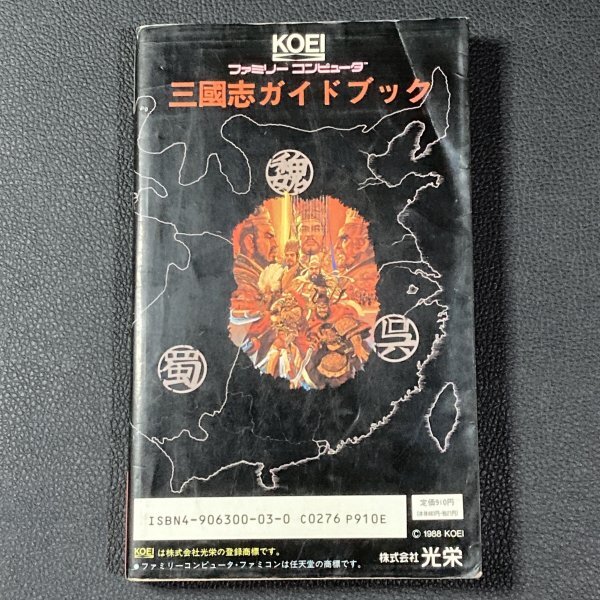 KOEI
ファミリーコンピュータ
三國志ガイドブック
魏
呉
蜀
定価910円
ISBN4-906300-03-0 C0276 P910E
© 1988 KOEI
KOEI は株式会社光栄の登録商標です。
●ファミリーコンピュータ・ファミコンは任天堂の商標です。
株式会社 光栄